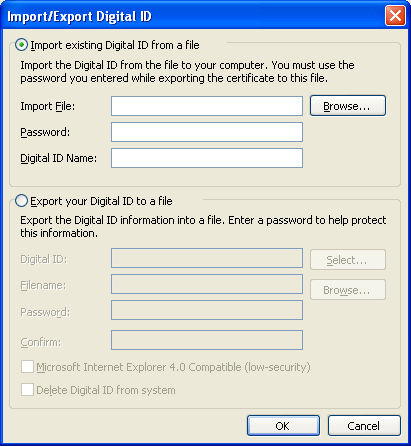 Import/Export Digital ID
Import existing Digital ID from a file
Import the Digital ID from the file to your computer. You must use the
password you entered while exporting the certificate to this file.
Import File:
Browse...
Password:
Digital ID Name:
Export your Digital ID to a file
Export the Digital ID information into a file. Enter a password to help protect
this information.
Digital ID:
Select...
Filename:
Browse...
Password:
Confirm:
Microsoft Internet Explorer 4.0 Compatible (low-security)
Delete Digital ID from system
OK
Cancel